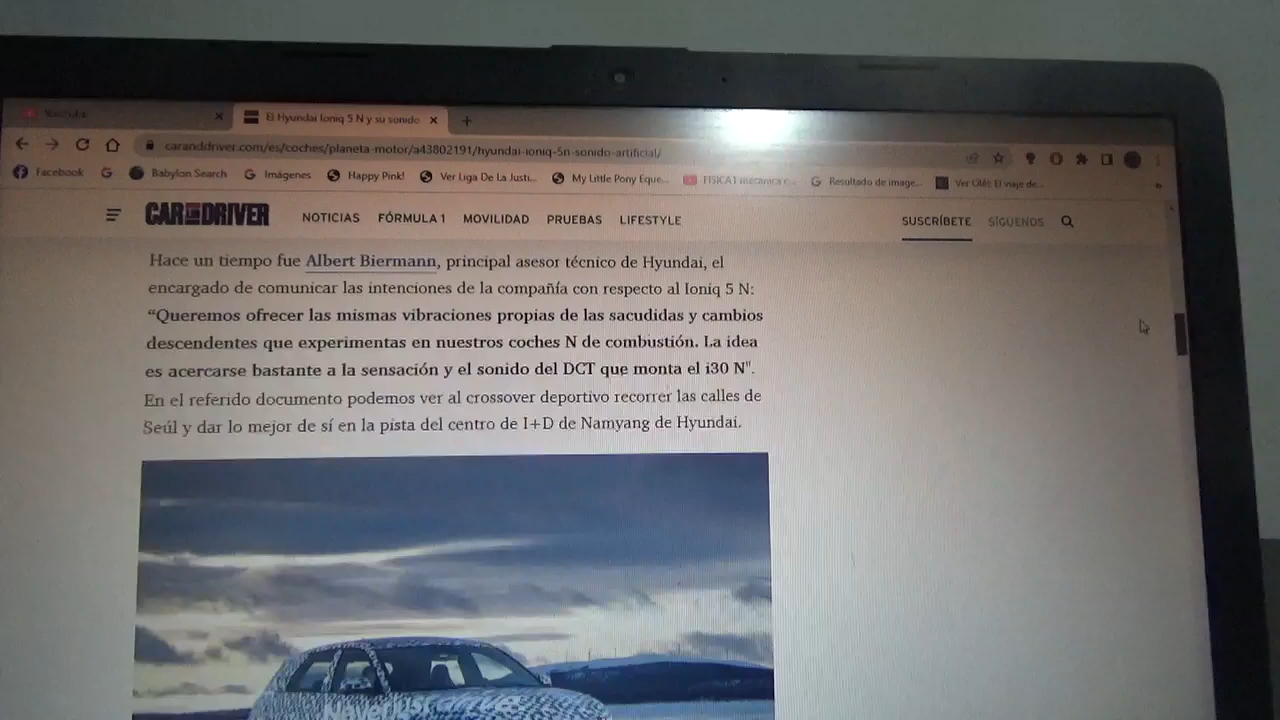 YouTube
El Hyundai Ioniq 5 N y su sonido
caranddriver.com/es/coches/planeta-motor/a43802191/hyundai-ioniq-5n-sonido-artificial/
Facebook
Babylon Search
Imágenes
Happy Pink!
Ver Liga De La Justi...
My Little Pony Eque...
FISICA1 mecanica c...
Resultado de image...
Ver Olé: El viaje de...
CAR AND DRIVER
NOTICIAS FÓRMULA 1 MOVILIDAD PRUEBAS LIFESTYLE
SUSCRÍBETE SÍGUENOS
Hace un tiempo fue Albert Biermann, principal asesor técnico de Hyundai, el
encargado de comunicar las intenciones de la compañía con respecto al Ioniq 5 N:
“Queremos ofrecer las mismas vibraciones propias de las sacudidas y cambios
descendentes que experimentas en nuestros coches N de combustión. La idea
es acercarse bastante a la sensación y el sonido del DCT que monta el i30 N".
En el referido documento podemos ver al crossover deportivo recorrer las calles de
Seúl y dar lo mejor de sí en la pista del centro de I+D de Namyang de Hyundai.
Never just drive